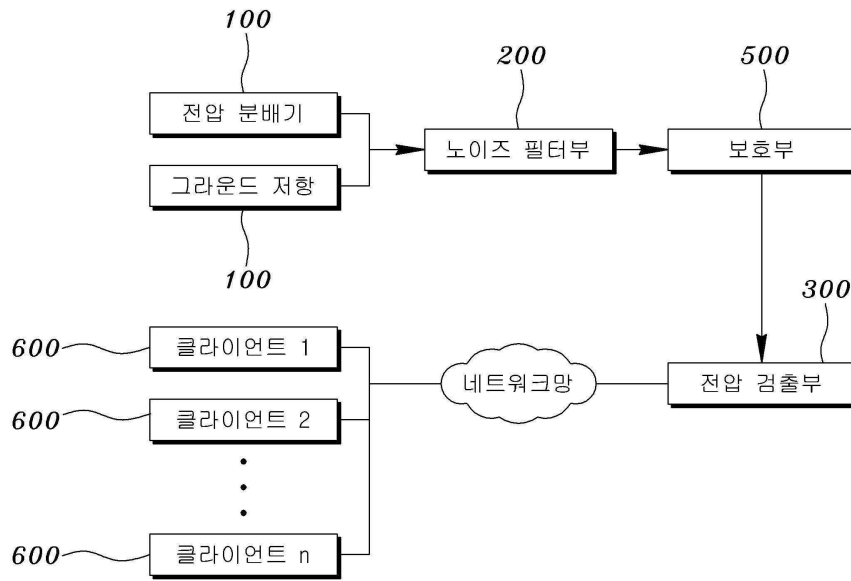 100
200
500
전압 분배기
노이즈 필터부
보호부
그라운드 저항
100
300
600
클라이언트 1
네트워크망
전압 검출부
600
클라이언트 2
600
클라이언트 n